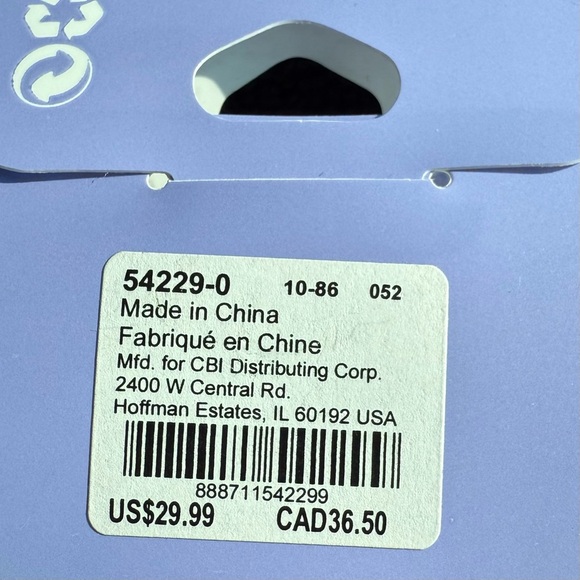 54229-0 10-86 052
Made in China
Fabriqué en Chine
Mfd. for CBI Distributing Corp.
2400 W Central Rd.
Hoffman Estates, IL 60192 USA
888711542299
US$29.99 CAD36.50